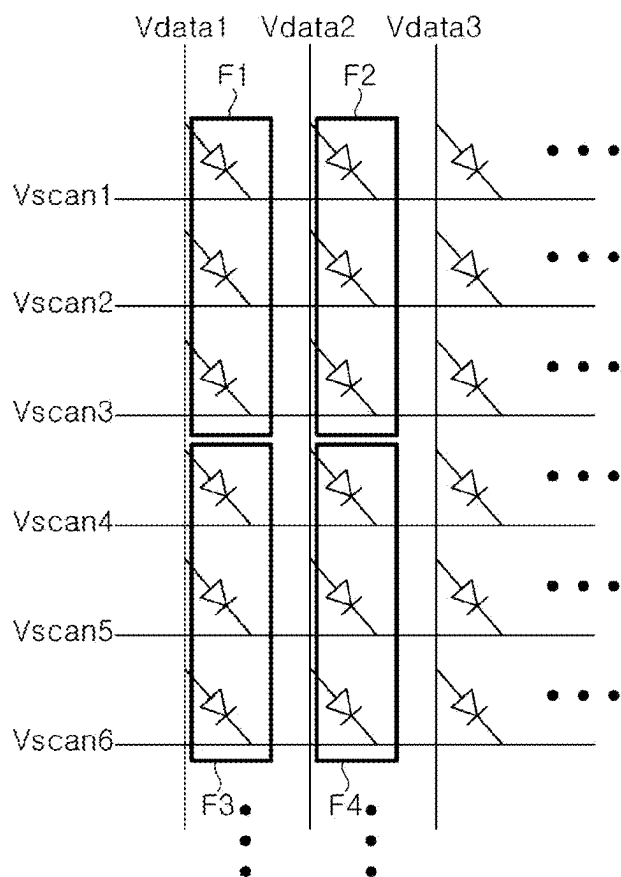 Vdata1 Vdata2 Vdata3
F1 F2
Vscan1
Vscan2
Vscan3
Vscan4
Vscan5
Vscan6
F3 F4